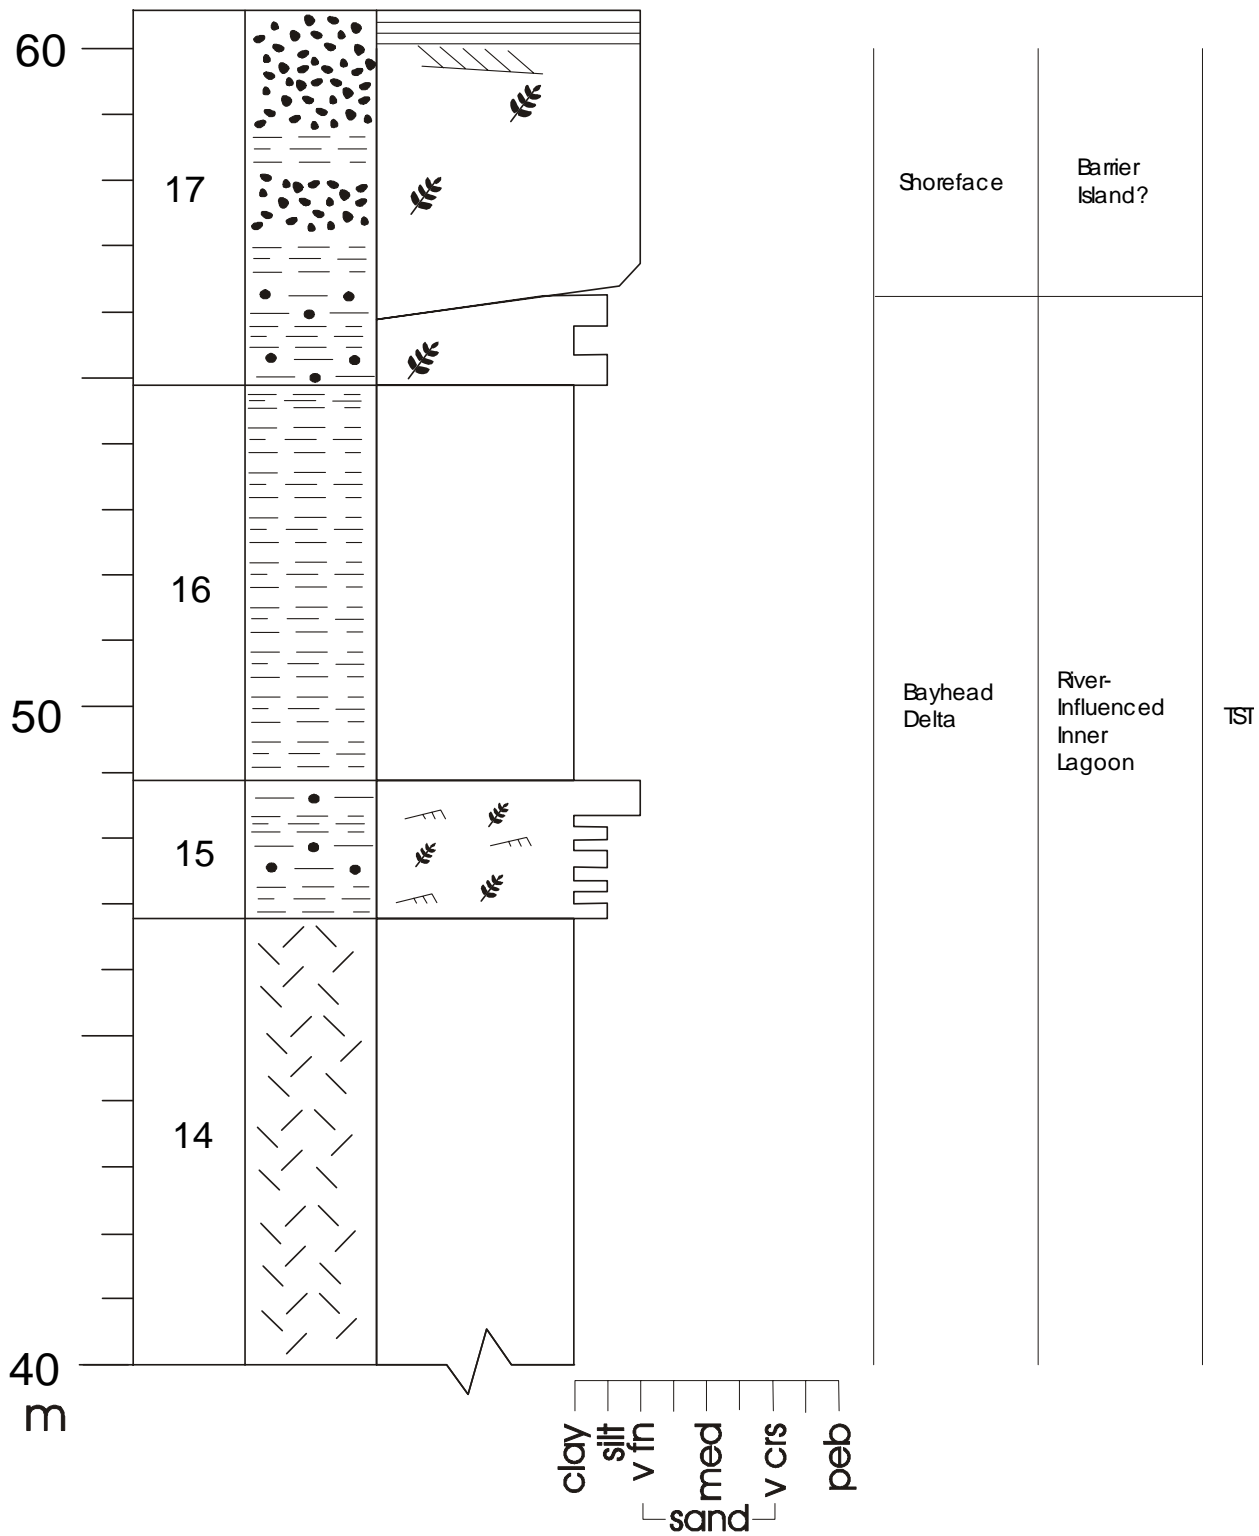 60
17
Shoreface
Barrier
Island?
16
50
Bayhead
Delta
River-
Influenced
Inner
Lagoon
TST
15
14
40
m
clay
silt
v fn
med
v crs
peb
sand